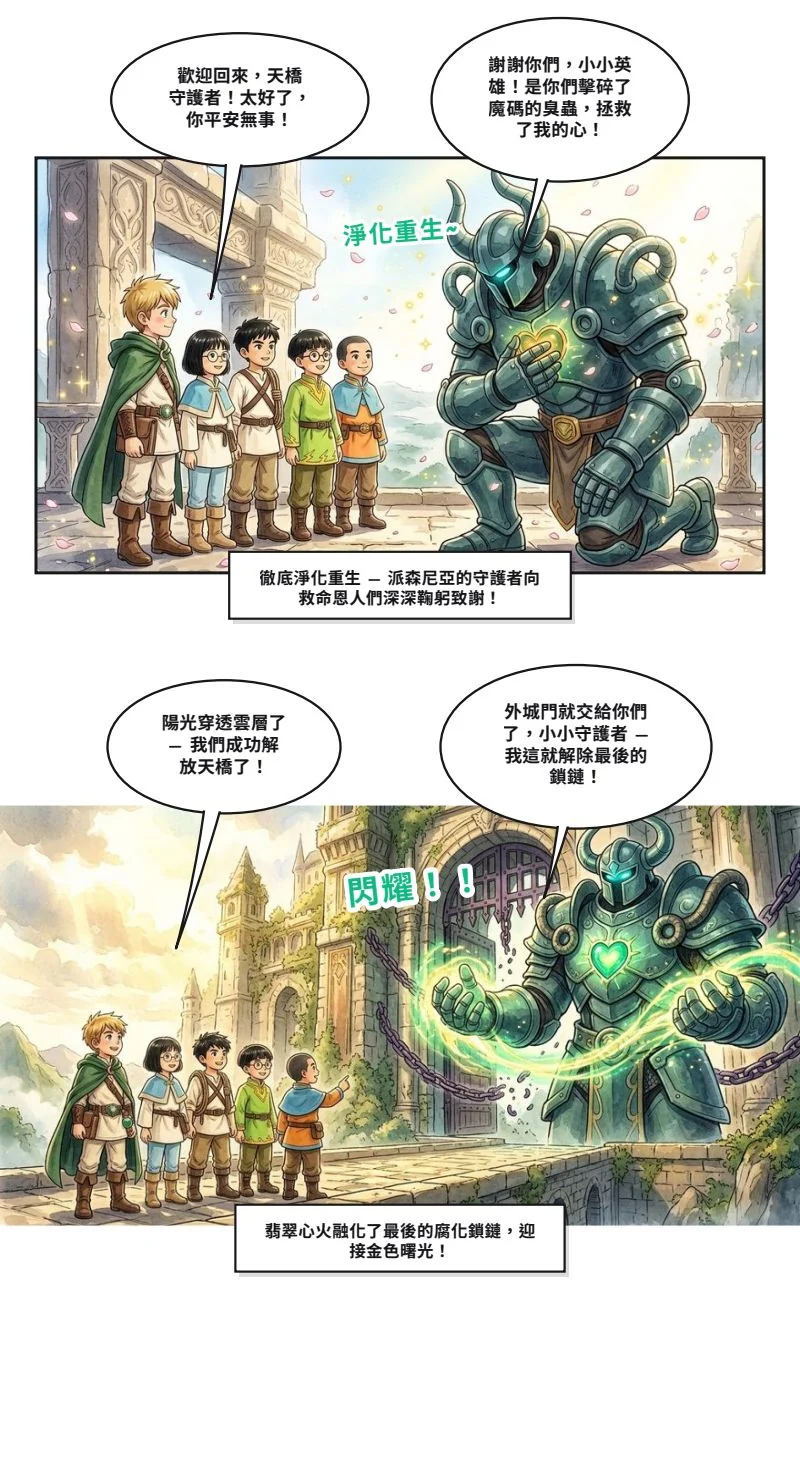 歡迎回來，天橋
守護者！太好了，
你平安無事！
謝謝你們，小小英
雄！是你們擊碎了
魔碼的臭蟲，拯救
了我的心！
淨化重生~
徹底淨化重生 — 派森尼亞的守護者向
救命恩人們深深鞠躬致謝！
陽光穿透雲層了
— 我們成功解
放天橋了！
外城門就交給你們
了，小小守護者 —
我這就解除最後的
鎖鏈！
閃耀！！
翡翠心火融化了最後的腐化鎖鏈，迎
接金色曙光！